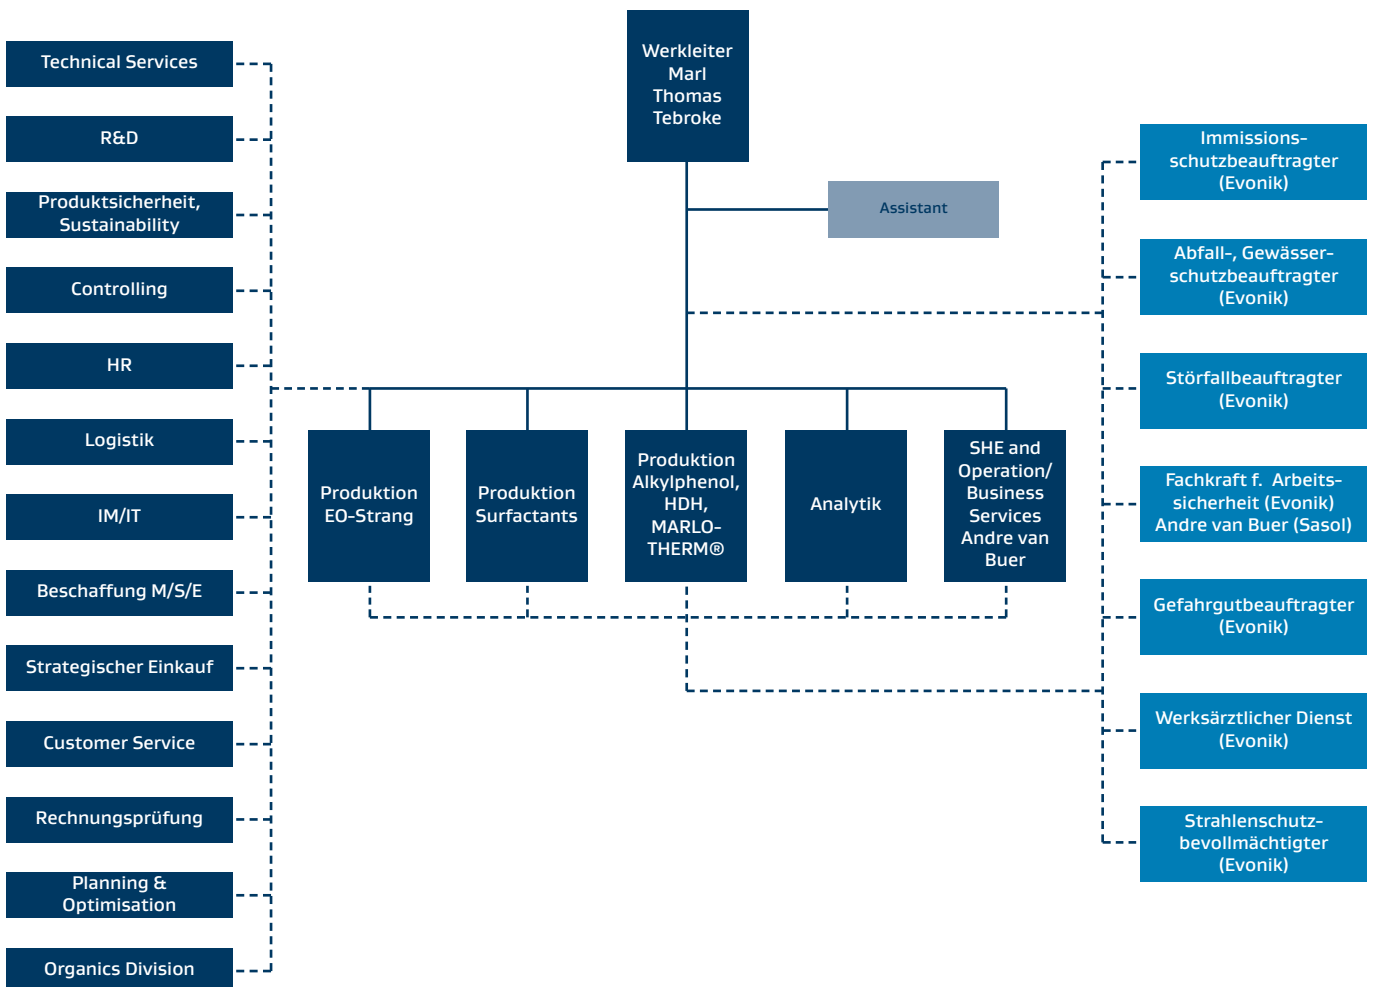 Werkleiter
Marl
Thomas
Tebroke
Assistant
Technical Services
R&D
Produktsicherheit,
Sustainability
Controlling
HR
Logistik
IM/IT
Beschaffung M/S/E
Strategischer Einkauf
Customer Service
Rechnungsprüfung
Planning &
Optimisation
Organics Division
Produktion
EO-Strang
Produktion
Surfactants
Produktion
Alkylphenol,
HDH,
MARLO-
THERM®
Analytik
SHE and
Operation/
Business
Services
Andre van
Buer
Immissions-
schutzbeauftragter
(Evonik)
Abfall-, Gewässer-
schutzbeauftragter
(Evonik)
Störfallbeauftragter
(Evonik)
Fachkraft f. Arbeits-
sicherheit (Evonik)
Andre van Buer (Sasol)
Gefahrgutbeauftragter
(Evonik)
Werksärztlicher Dienst
(Evonik)
Strahlenschutz-
bevollmächtigter
(Evonik)